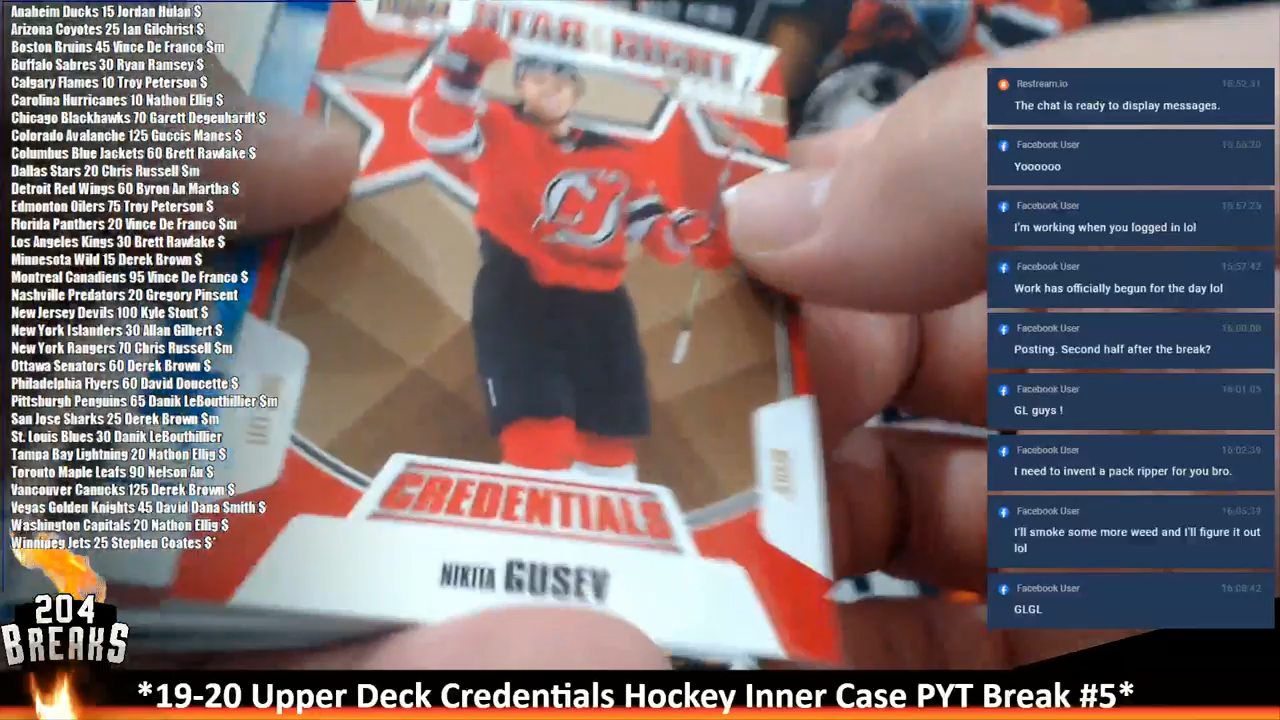 Anaheim Ducks 15 Jordan Hulan $
Arizona Coyotes 25 Ian Gilchrist $
Boston Bruins 45 Vince De Franco $m
Buffalo Sabres 30 Ryan Ramsey $
Calgary Flames 10 Troy Peterson $
Carolina Hurricanes 10 Nathon Ellig $
Chicago Blackhawks 70 Garett Degenhardt $
Colorado Avalanche 125 Guccis Manes $
Columbus Blue Jackets 60 Brett Rawlake $
Dallas Stars 20 Chris Russell $m
Detroit Red Wings 60 Byron An Martha $
Edmonton Oilers 75 Troy Peterson $
Florida Panthers 20 Vince De Franco $m
Los Angeles Kings 30 Brett Rawlake $
Minnesota Wild 15 Derek Brown $
Montreal Canadiens 95 Vince De Franco $
Nashville Predators 20 Gregory Pinsent
New Jersey Devils 100 Kyle Stout $
New York Islanders 30 Allan Gilbert $
New York Rangers 70 Chris Russell $m
Ottawa Senators 60 Derek Brown $
Philadelphia Flyers 60 David Doucette $
Pittsburgh Penguins 65 Danik LeBouthillier $m
San Jose Sharks 25 Derek Brown $m
St. Louis Blues 30 Danik LeBouthillier
Tampa Bay Lightning 20 Nathon Ellig $
Toronto Maple Leafs 90 Nelson Au $
Vancouver Canucks 125 Derek Brown $
Vegas Golden Knights 45 David Dana Smith $
Washington Capitals 20 Nathon Ellig $
Winnipeg Jets 25 Stephen Coates $*
204
BREAKS
CREDENTIALS
NIKITA GUSEV
Restream.io
The chat is ready to display messages.
Facebook User
Yoooooo
Facebook User
I'm working when you logged in lol
Facebook User
Work has officially begun for the day lol
Facebook User
Posting. Second half after the break?
Facebook User
GL guys !
Facebook User
I need to invent a pack ripper for you bro.
Facebook User
I'll smoke some more weed and I'll figure it out
lol
Facebook User
GLGL
*19-20 Upper Deck Credentials Hockey Inner Case PYT Break #5*